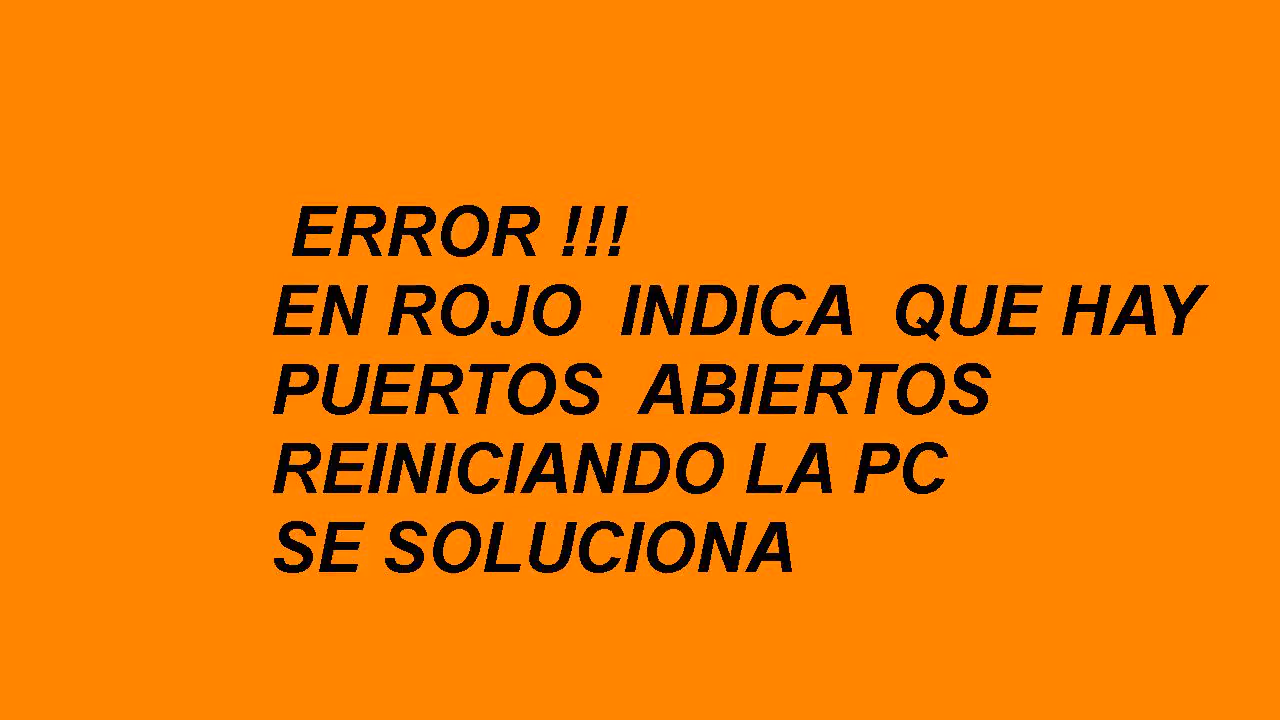 ERROR !!!
EN ROJO INDICA QUE HAY
PUERTOS ABIERTOS
REINICIANDO LA PC
SE SOLUCIONA